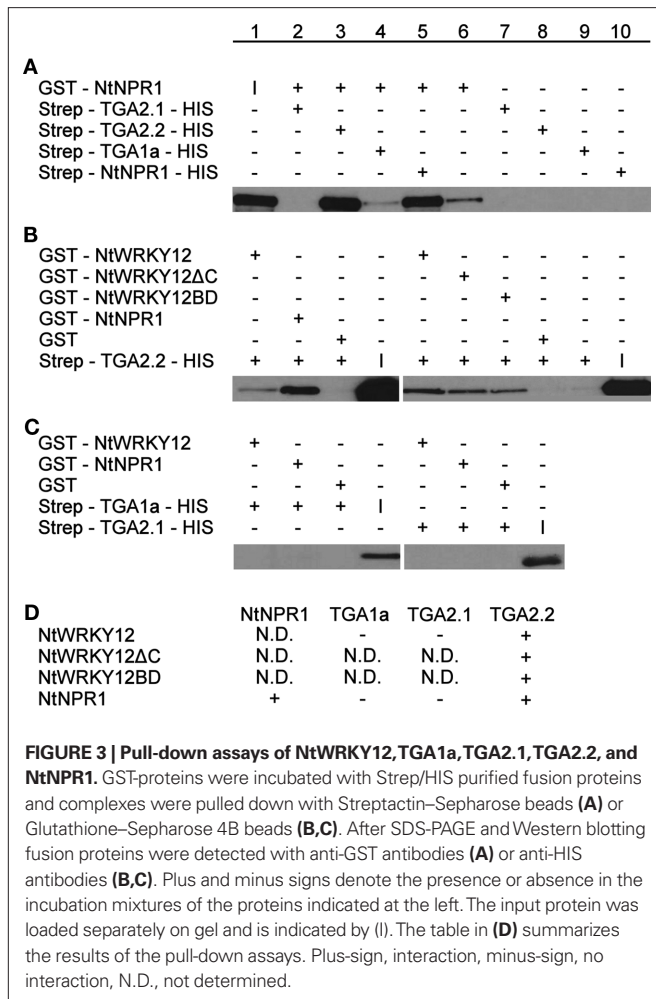 1 2 3 4 5 6 7 8 9 10
A
GST - NtNPR1 I + + + + + - - - -
Strep - TGA2.1 - HIS - + - - - - + - - -
Strep - TGA2.2 - HIS - - + - - - - + - -
Strep - TGA1a - HIS - - - + - - - - + -
Strep - NtNPR1 - HIS - - - - + - - - - +
B
GST - NtWRKY12 + - - - + - - - - -
GST - NtWRKY12ΔC - - - - - + - - - -
GST - NtWRKY12BD - - - - - - + - - -
GST - NtNPR1 - + - - - - - - - -
GST - - + - - - - + - -
Strep - TGA2.2 - HIS + + + I + + + + + I
C
GST - NtWRKY12 + - - - + - - -
GST - NtNPR1 - + - - - + - -
GST - - + - - - + -
Strep - TGA1a - HIS + + + I - - - -
Strep - TGA2.1 - HIS - - - - + + + I
D
NtNPR1 TGA1a TGA2.1 TGA2.2
NtWRKY12 N.D. - - +
NtWRKY12ΔC N.D. N.D. N.D. +
NtWRKY12BD N.D. N.D. N.D. +
NtNPR1 + - - +
FIGURE 3 | Pull-down assays of NtWRKY12, TGA1a, TGA2.1, TGA2.2, and
NtNPR1. GST-proteins were incubated with Strep/HIS purified fusion proteins
and complexes were pulled down with Streptactin–Sepharose beads (A) or
Glutathione–Sepharose 4B beads (B,C). After SDS-PAGE and Western blotting
fusion proteins were detected with anti-GST antibodies (A) or anti-HIS
antibodies (B,C). Plus and minus signs denote the presence or absence in the
incubation mixtures of the proteins indicated at the left. The input protein was
loaded separately on gel and is indicated by (I). The table in (D) summarizes
the results of the pull-down assays. Plus-sign, interaction, minus-sign, no
interaction, N.D., not determined.